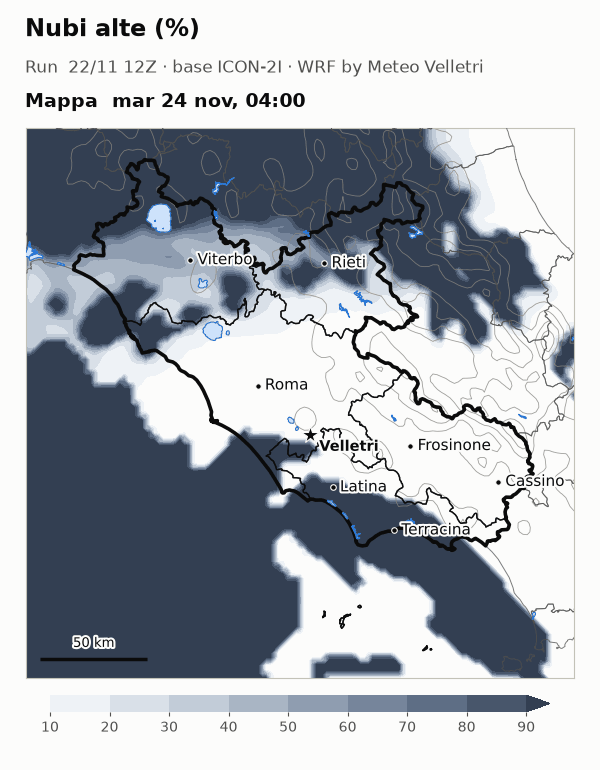 Nubi alte (%)
Run  22/11 12Z · base ICON-2I · WRF by Meteo Velletri
Mappa  mar 24 nov, 04:00
Viterbo
Rieti
Roma
Velletri
Frosinone
Cassino
Latina
Terracina
50 km
10 20 30 40 50 60 70 80 90